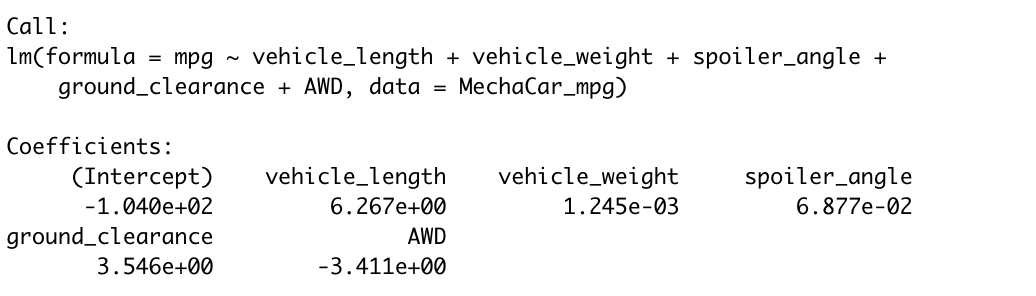 Call:
lm(formula = mpg ~ vehicle_length + vehicle_weight + spoiler_angle +
    ground_clearance + AWD, data = MechaCar_mpg)

Coefficients:
     (Intercept)    vehicle_length    vehicle_weight     spoiler_angle
      -1.040e+02         6.267e+00         1.245e-03         6.877e-02
ground_clearance               AWD
       3.546e+00        -3.411e+00